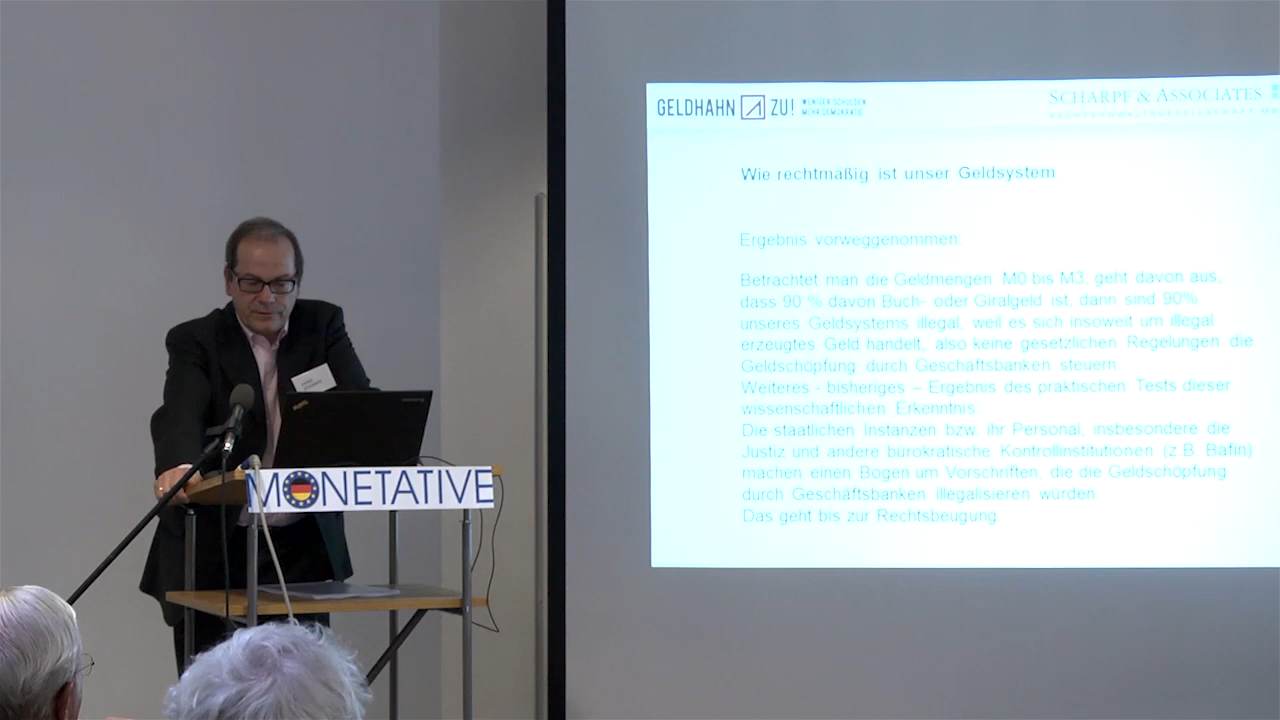 GELDHAHN ZU! WENIGER SCHULDEN
MEHR DEMOKRATIE
SCHARPF & ASSOCIATES
Wie rechtmäßig ist unser Geldsystem
Ergebnis vorweggenommen:
Betrachtet man die Geldmengen M0 bis M3, geht davon aus,
dass 90 % davon Buch- oder Giralgeld ist, dann sind 90%
unseres Geldsystems illegal, weil es sich insoweit um illegal
erzeugtes Geld handelt, also keine gesetzlichen Regelungen die
Geldschöpfung durch Geschäftsbanken steuern.
Weiteres - bisheriges – Ergebnis des praktischen Tests dieser
wissenschaftlichen Erkenntnis:
Die staatlichen Instanzen bzw. ihr Personal, insbesondere die
Justiz und andere bürokratische Kontrollinstitutionen (z.B. Bafin)
machen einen Bogen um Vorschriften, die die Geldschöpfung
durch Geschäftsbanken illegalisieren würden.
Das geht bis zur Rechtsbeugung.
MONETATIVE